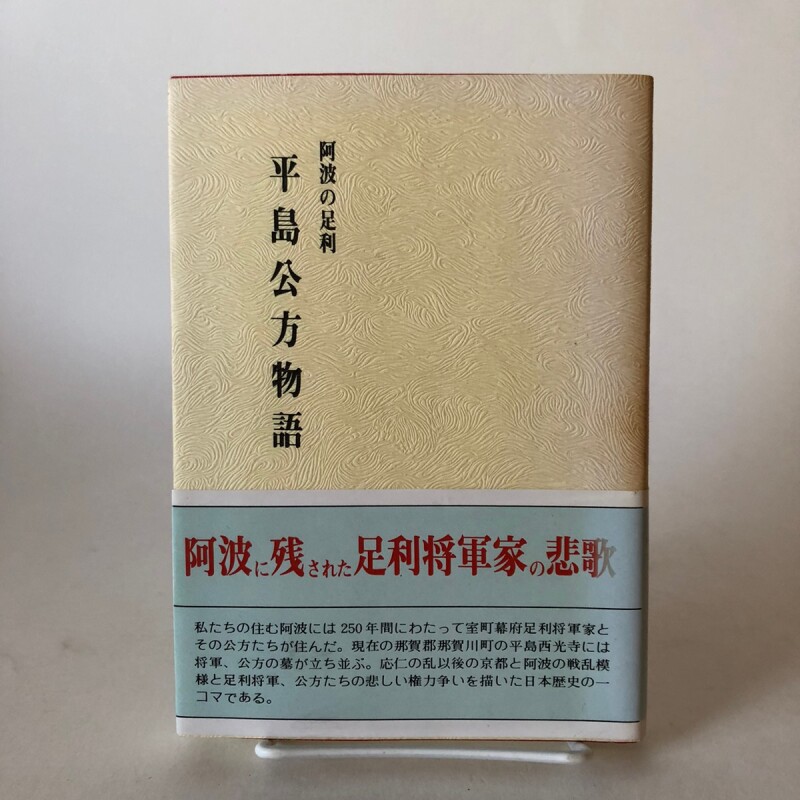 阿波の足利
平島公方物語
阿波に残された足利将軍家の悲歌
私たちの住む阿波には250年間にわたって室町幕府足利将軍家と
その公方たちが住んだ。現在の那賀郡那賀川町の平島西光寺には
将軍、公方の墓が立ち並ぶ。応仁の乱以後の京都と阿波の戦乱模
様と足利将軍、公方たちの悲しい権力争いを描いた日本歴史の一
コマである。